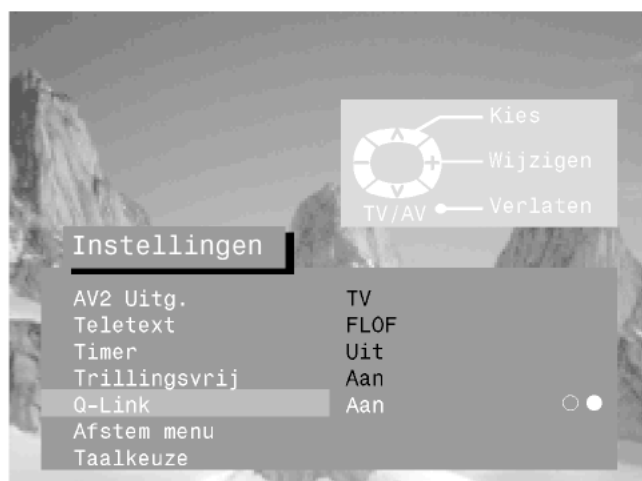 Kies
Wijzigen
TV/AV Verlaten
Instellingen
AV2 Uitg. TV
Teletext FLOF
Timer Uit
Trillingsvrij Aan
Q-Link Aan
Afstem menu
Taalkeuze